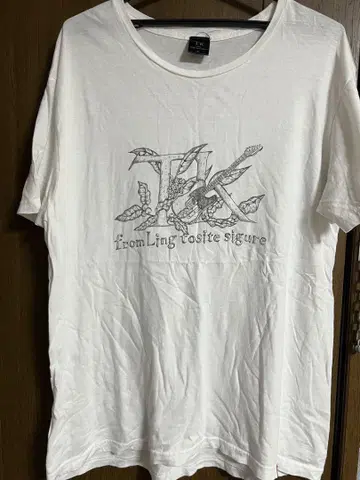 TK
from Ling tosite sigure